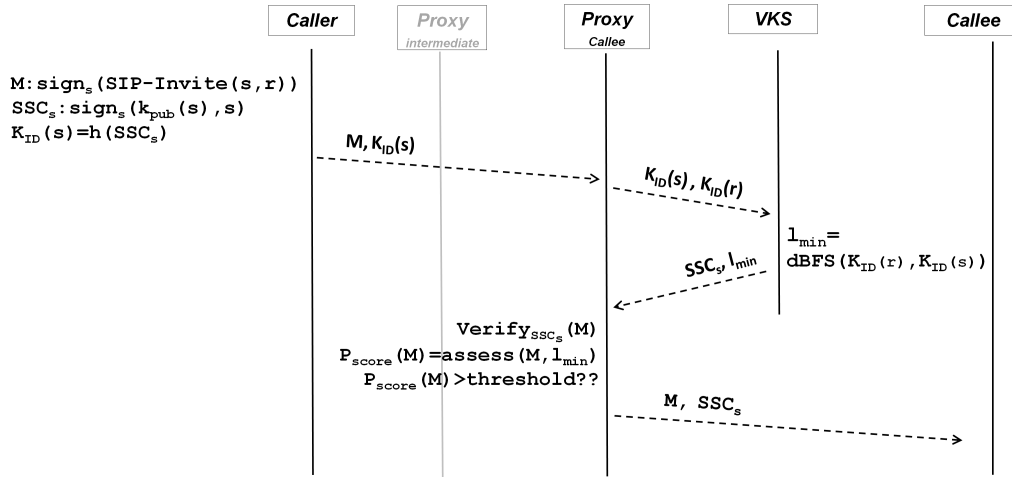 Caller
Proxy
intermediate
Proxy
Callee
VKS
Callee
M:signs(SIP-Invite(s,r))
SSCs:signs(kpub(s),s)
KID(s)=h(SSCs)
M,KID(s)
KID(s), KID(r)
lmin=
dBFS(KID(r),KID(s))
SSCs, lmin
VerifySSCs(M)
Pscore(M)=assess(M,lmin)
Pscore(M)>threshold??
M, SSCs